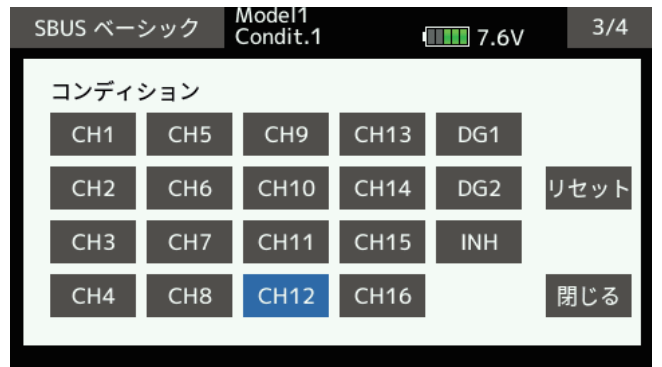 SBUS ベーシック Model1 Condit.1 7.6V 3/4
コンディション
CH1 CH5 CH9 CH13 DG1
CH2 CH6 CH10 CH14 DG2 リセット
CH3 CH7 CH11 CH15 INH
CH4 CH8 CH12 CH16 閉じる